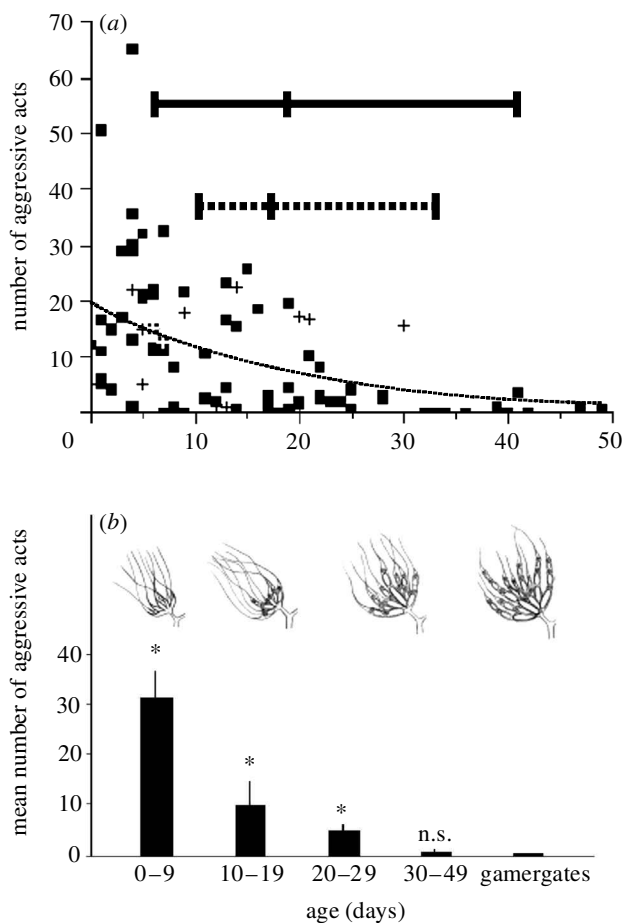 (a)
70
60
50
40
30
20
10
0 10 20 30 40 50
number of aggressive acts
(b)
40
30
20
10
0
mean number of aggressive acts
* * * n.s.
0–9 10–19 20–29 30–49 gamergates
age (days)